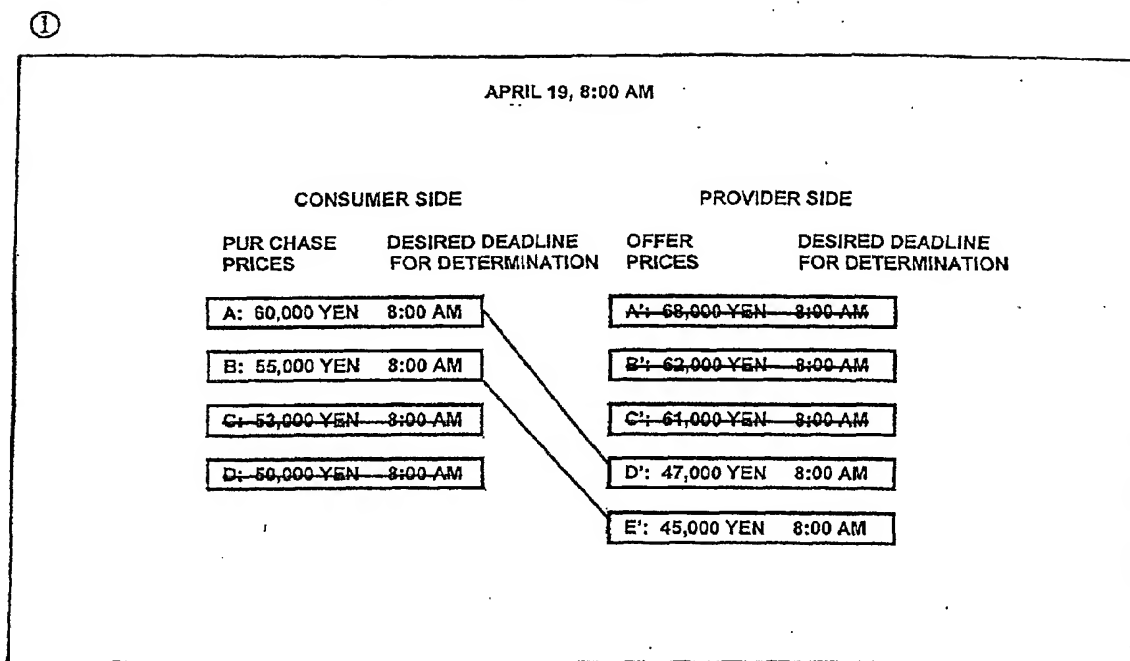 ①
APRIL 19, 8:00 AM
CONSUMER SIDE
PROVIDER SIDE
PUR CHASE PRICES
DESIRED DEADLINE FOR DETERMINATION
OFFER PRICES
DESIRED DEADLINE FOR DETERMINATION
A: 60,000 YEN 8:00 AM
A': 68,000 YEN 8:00 AM
B: 55,000 YEN 8:00 AM
B': 62,000 YEN 8:00 AM
C: 53,000 YEN 8:00 AM
C': 61,000 YEN 8:00 AM
D: 50,000 YEN 8:00 AM
D': 47,000 YEN 8:00 AM
E': 45,000 YEN 8:00 AM